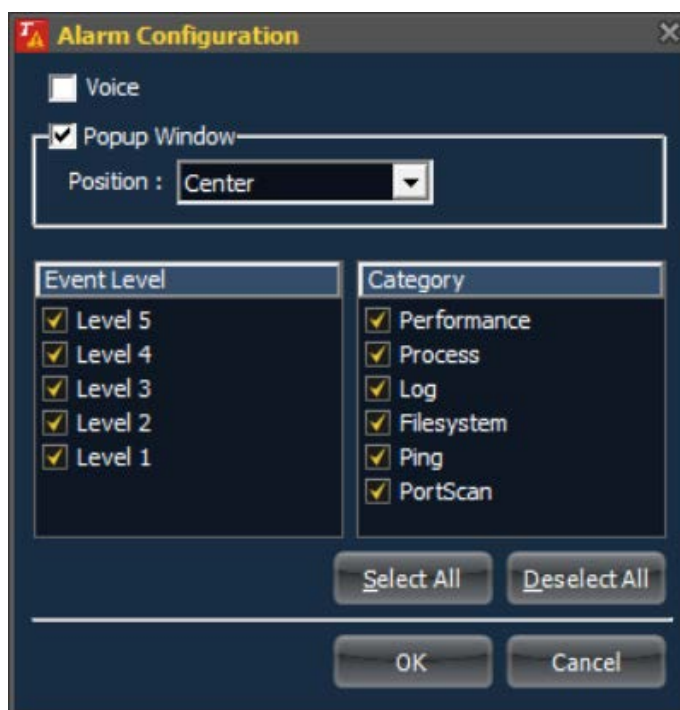 TA Alarm Configuration
Voice
Popup Window
Position : Center
Event Level
Level 5
Level 4
Level 3
Level 2
Level 1
Category
Performance
Process
Log
Filesystem
Ping
PortScan
Select All Deselect All
OK Cancel